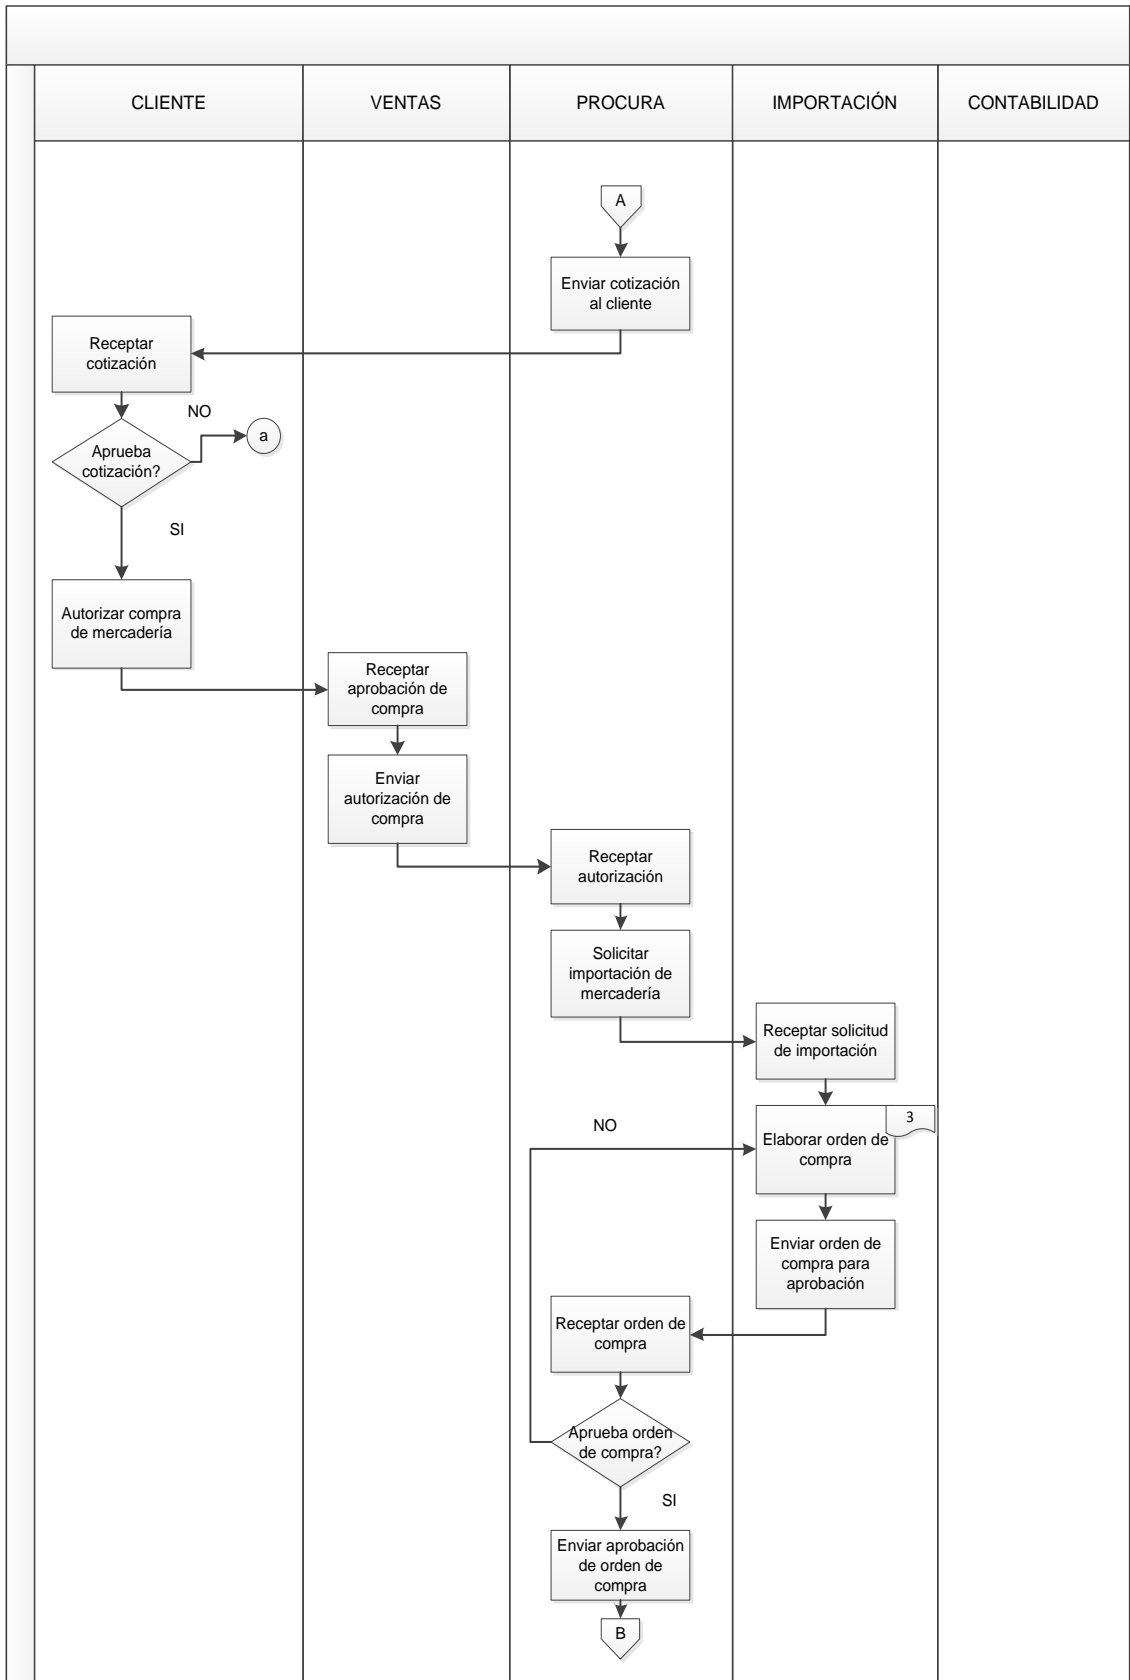 CLIENTE
VENTAS
PROCURA
IMPORTACIÓN
CONTABILIDAD
A
Enviar cotización
al cliente
Receptar
cotización
NO
a
Aprueba
cotización?
SI
Autorizar compra
de mercadería
Receptar
aprobación de
compra
Enviar
autorización de
compra
Receptar
autorización
Solicitar
importación de
mercadería
Receptar solicitud
de importación
3
NO
Elaborar orden de
compra
Enviar orden de
compra para
aprobación
Receptar orden de
compra
Aprueba orden
de compra?
SI
Enviar aprobación
de orden de
compra
B